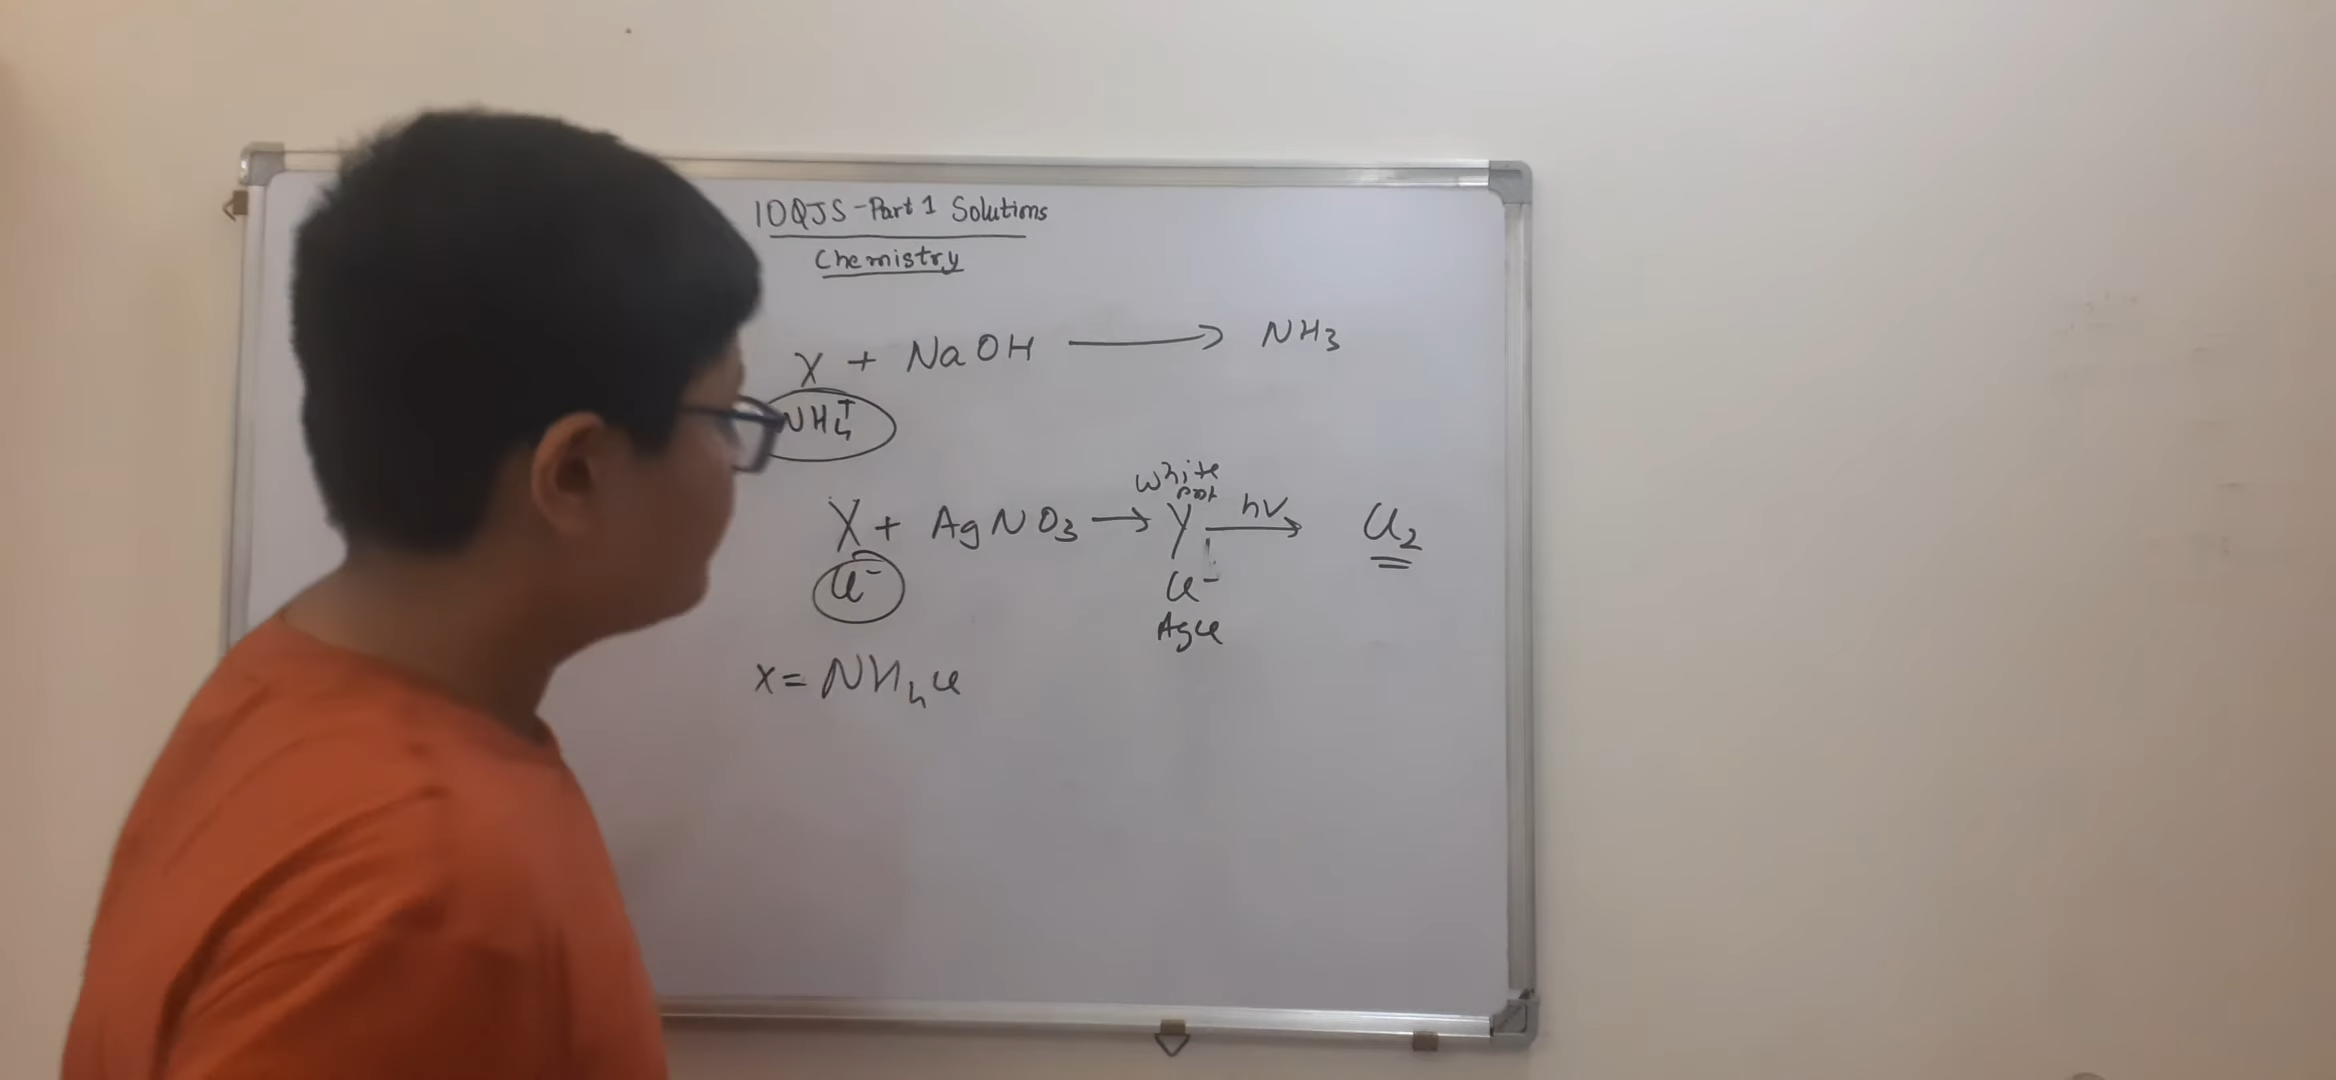 IOQJS - Part 1 Solutions
Chemistry
X + NaOH → NH3
NH4+
White ppt
X + AgNO3 → Y hν → Cl2
Cl- Cl-
AgCl
X = NH4Cl